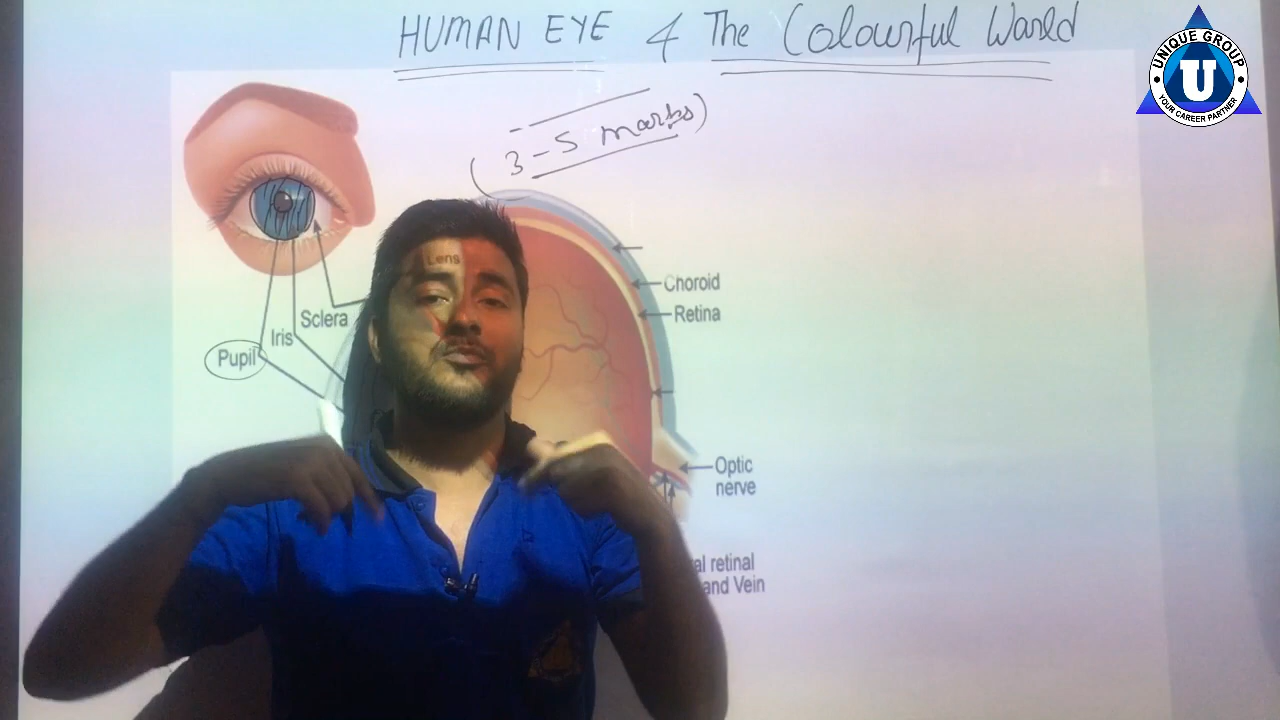 HUMAN EYE & The Colourful World
(3-5 marks)
UNIQUE GROUP
U
YOUR CAREER PARTNER
Lens
Choroid
Retina
Sclera
Iris
Pupil
Optic
nerve
retinal
and Vein